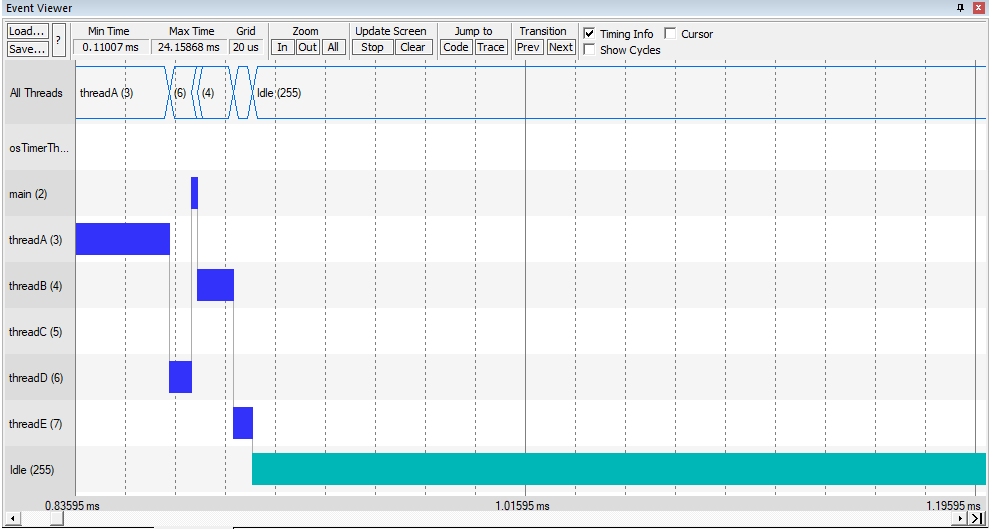 Event Viewer
Load... Min Time Max Time Grid Zoom Update Screen Jump to Transition Timing Info Cursor
Save... ? 0.11007 ms 24.15868 ms 20 us In Out All Stop Clear Code Trace Prev Next Show Cycles
All Threads threadA (3) (6) (4) Idle (255)
osTimerTh...
main (2)
threadA (3)
threadB (4)
threadC (5)
threadD (6)
threadE (7)
Idle (255)
0.83595 ms 1.01595 ms 1.19595 ms